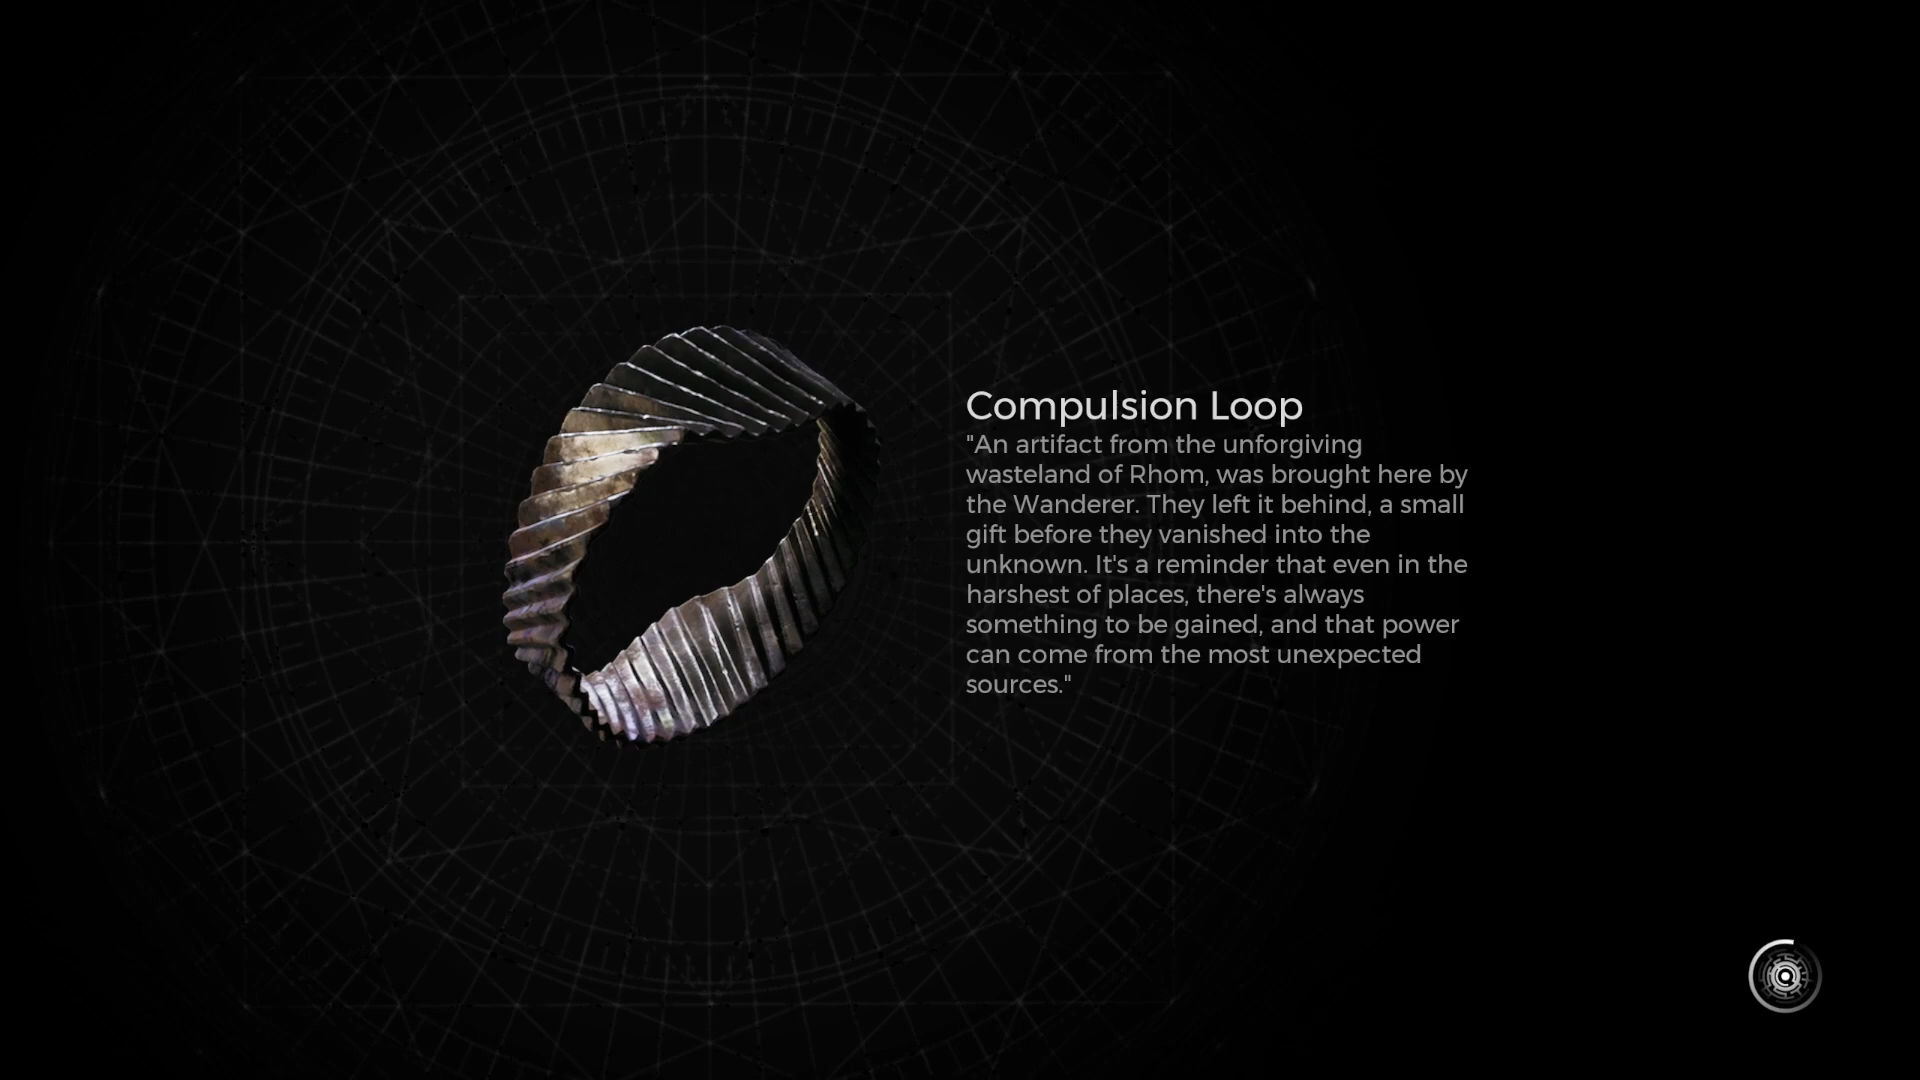 Compulsion Loop
"An artifact from the unforgiving
wasteland of Rhom, was brought here by
the Wanderer. They left it behind, a small
gift before they vanished into the
unknown. It's a reminder that even in the
harshest of places, there's always
something to be gained, and that power
can come from the most unexpected
sources."